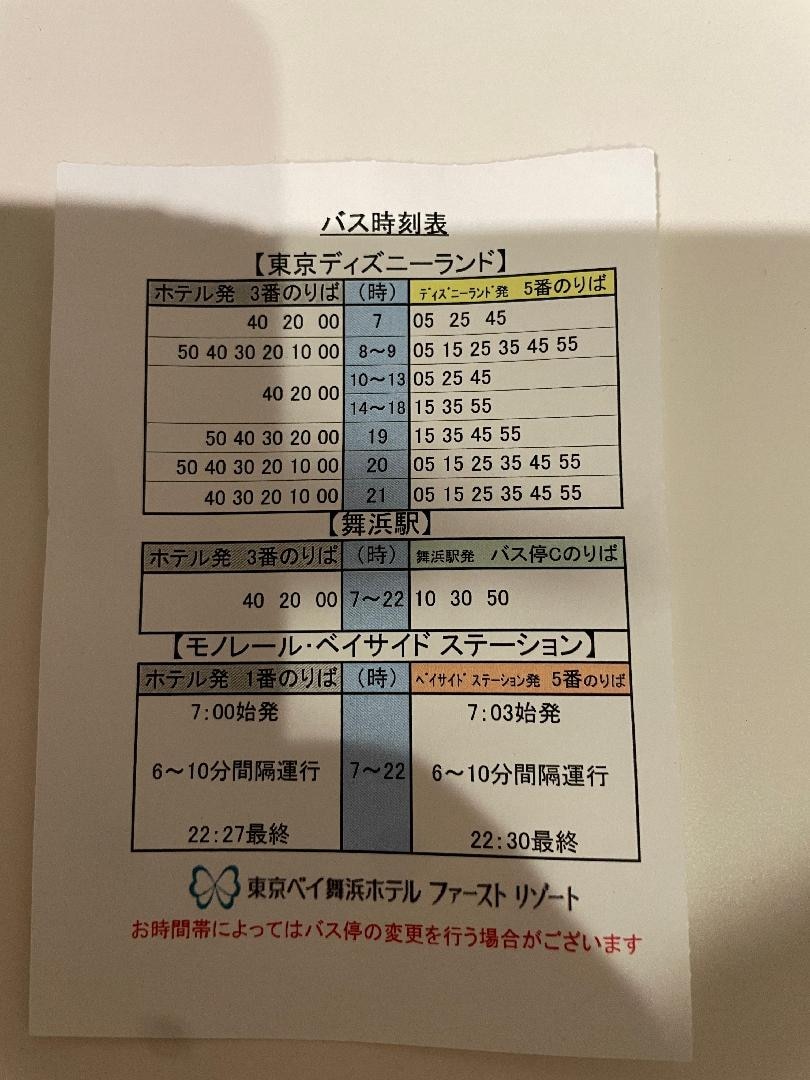 バス時刻表
【東京ディズニーランド】
ホテル発 3番のりば (時) ディズニーランド発 5番のりば
40 20 00 7 05 25 45
50 40 30 20 10 00 8～9 05 15 25 35 45 55
40 20 00 10～13 05 25 45
14～18 15 35 55
50 40 30 20 00 19 15 35 45 55
50 40 30 20 10 00 20 05 15 25 35 45 55
40 30 20 10 00 21 05 15 25 35 45 55
【舞浜駅】
ホテル発 3番のりば (時) 舞浜駅発 バス停Cのりば
40 20 00 7～22 10 30 50
【モノレール・ベイサイド ステーション】
ホテル発 1番のりば (時) ベイサイド ステーション発 5番のりば
7:00始発 7:03始発
6～10分間隔運行 7～22 6～10分間隔運行
22:27最終 22:30最終
東京ベイ舞浜ホテル ファースト リゾート
お時間帯によってはバス停の変更を行う場合がございます